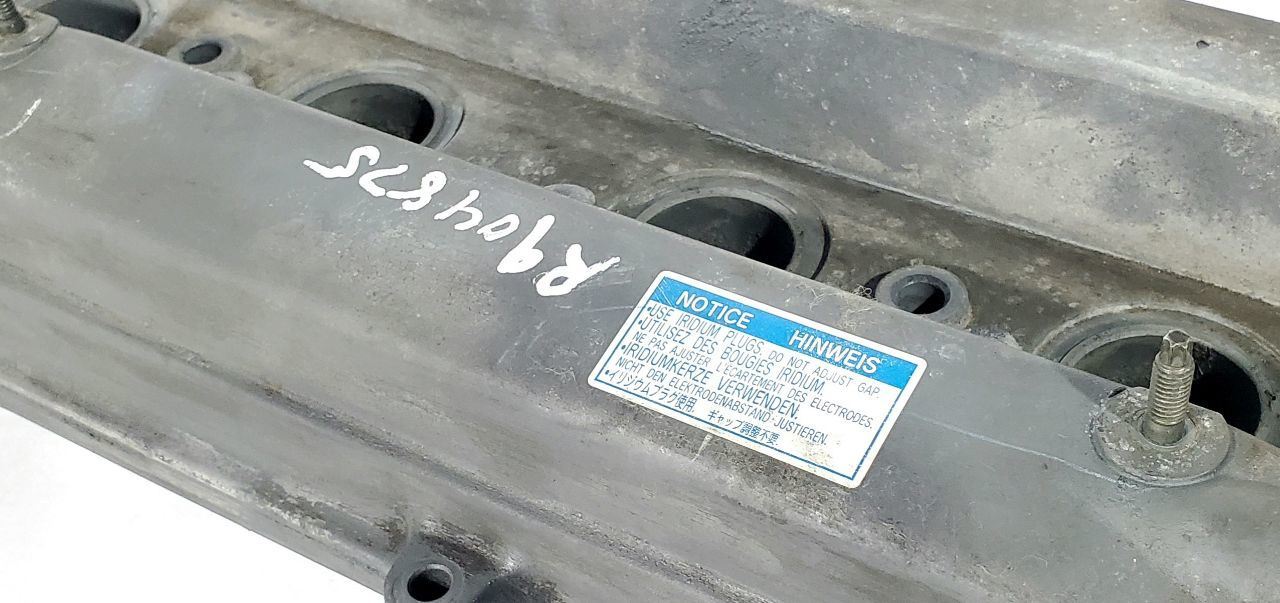 R904875
NOTICE HINWEIS
•USE IRIDIUM PLUGS, DO NOT ADJUST GAP.
•UTILISEZ DES BOUGIES IRIDIUM
NE PAS AJUSTER L'ÉCARTEMENT DES ÉLECTRODES.
•IRIDIUMKERZE VERWENDEN.
NICHT DEN ELEKTRODENABSTAND JUSTIEREN.
•イリジウムプラグ使用. ギャップ調整不要.